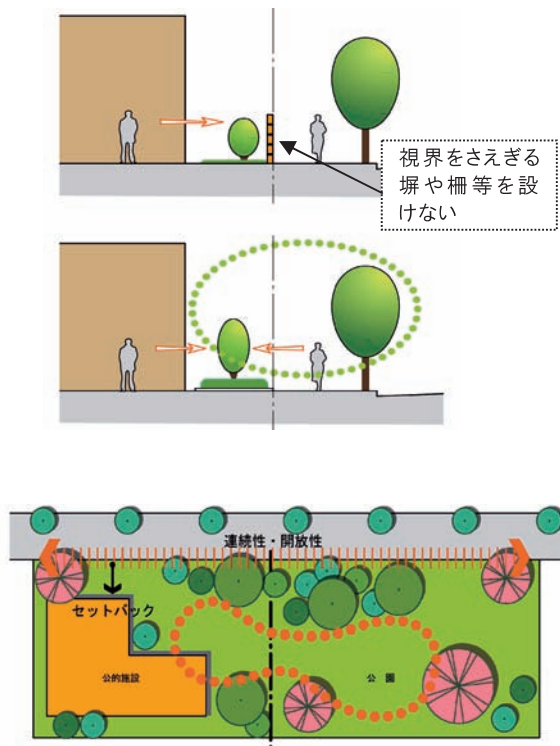 視界をさえぎる
塀や柵等を設
けない
連続性・開放性
セットバック
公的施設
公園